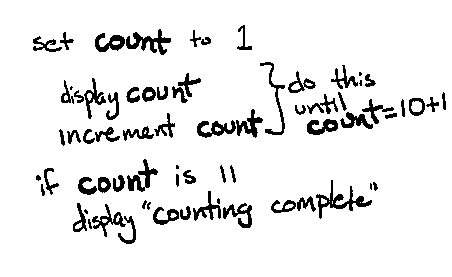 set count to 1
display count
increment count
do this
until
count=10+1
if count is 11
display "counting complete"